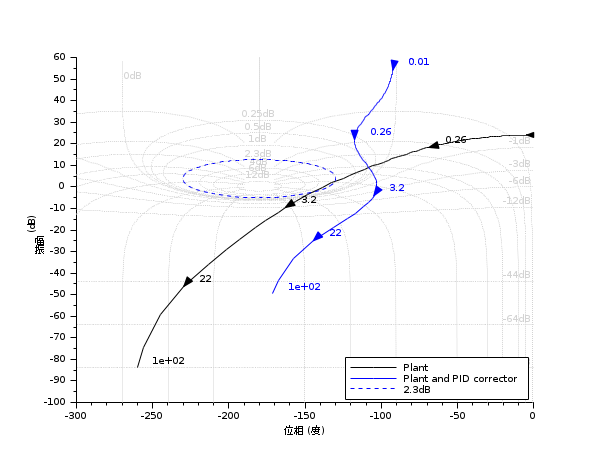 60
50
40
30
20
10
0
-10
-20
-30
-40
-50
-60
-70
-80
-90
-100
振幅 (dB)
-300
-250
-200
-150
-100
-50
0
位相 (度)
0dB
0.25dB
0.5dB
1dB
2.3dB
12dB
-1dB
-3dB
-6dB
-12dB
-44dB
-64dB
0.01
0.26
0.26
3.2
3.2
22
22
1e+02
1e+02
Plant
Plant and PID corrector
2.3dB